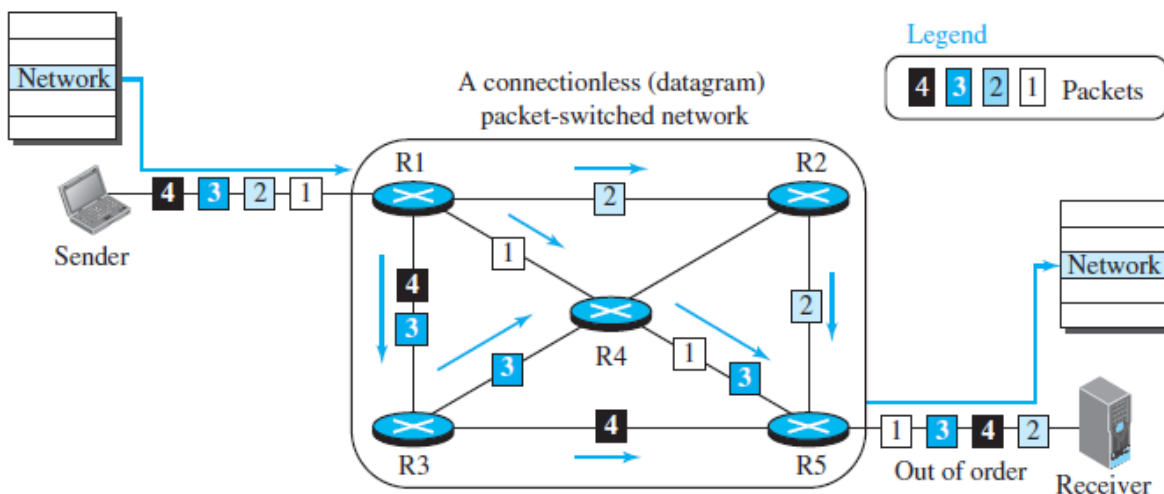 Legend
Network
4 3 2 1 Packets
A connectionless (datagram)
packet-switched network
R1
R2
4 3 2 1
2
Sender
1
Network
4
3
2
R4
1
3
3
4
1 3 4 2
R3
R5
Out of order
Receiver